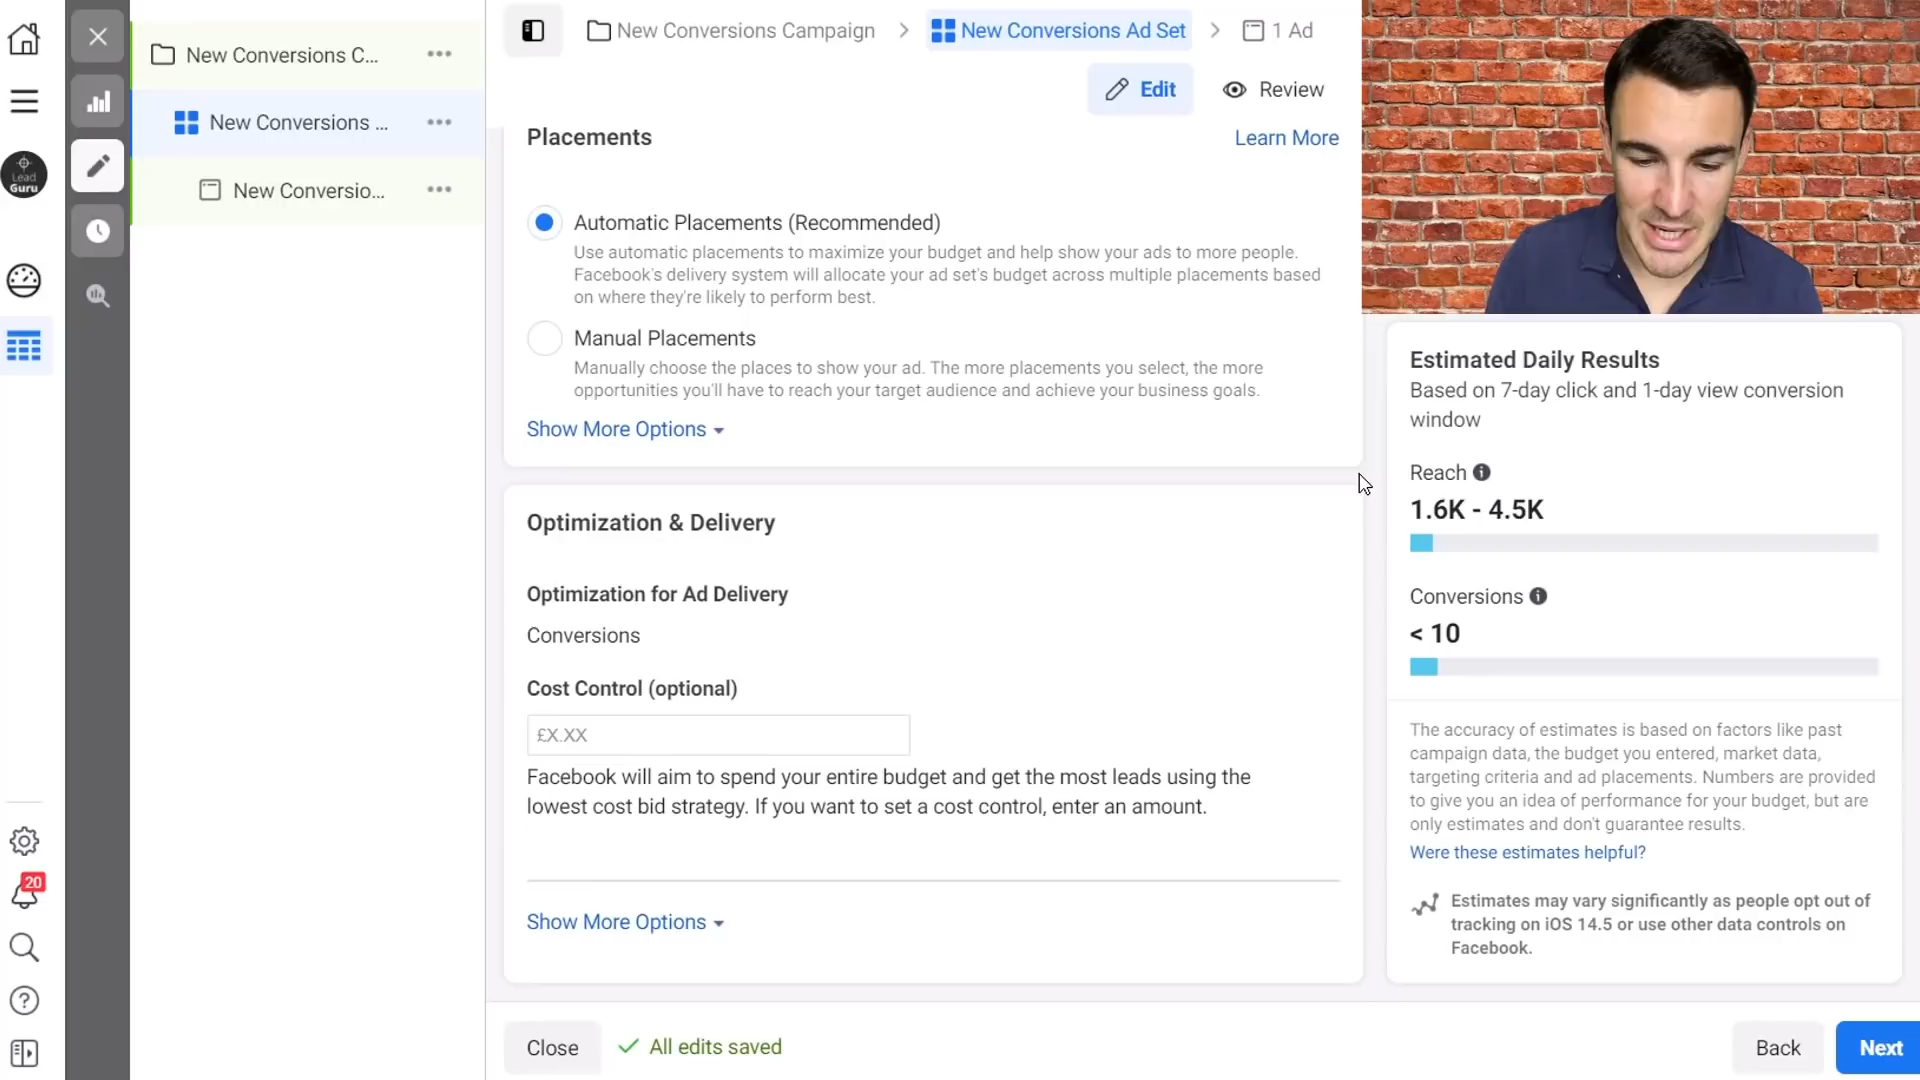 New Conversions C...
New Conversions ...
New Conversio...
Lead
Guru
20
New Conversions Campaign
New Conversions Ad Set
1 Ad
Edit
Review
Placements
Learn More
Automatic Placements (Recommended)
Use automatic placements to maximize your budget and help show your ads to more people.
Facebook's delivery system will allocate your ad set's budget across multiple placements based
on where they're likely to perform best.
Manual Placements
Manually choose the places to show your ad. The more placements you select, the more
opportunities you'll have to reach your target audience and achieve your business goals.
Show More Options
Optimization & Delivery
Optimization for Ad Delivery
Conversions
Cost Control (optional)
£X.XX
Facebook will aim to spend your entire budget and get the most leads using the
lowest cost bid strategy. If you want to set a cost control, enter an amount.
Show More Options
Estimated Daily Results
Based on 7-day click and 1-day view conversion
window
Reach
1.6K - 4.5K
Conversions
< 10
The accuracy of estimates is based on factors like past
campaign data, the budget you entered, market data,
targeting criteria and ad placements. Numbers are provided
to give you an idea of performance for your budget, but are
only estimates and don't guarantee results.
Were these estimates helpful?
Estimates may vary significantly as people opt out of
tracking on iOS 14.5 or use other data controls on
Facebook.
Close
All edits saved
Back
Next